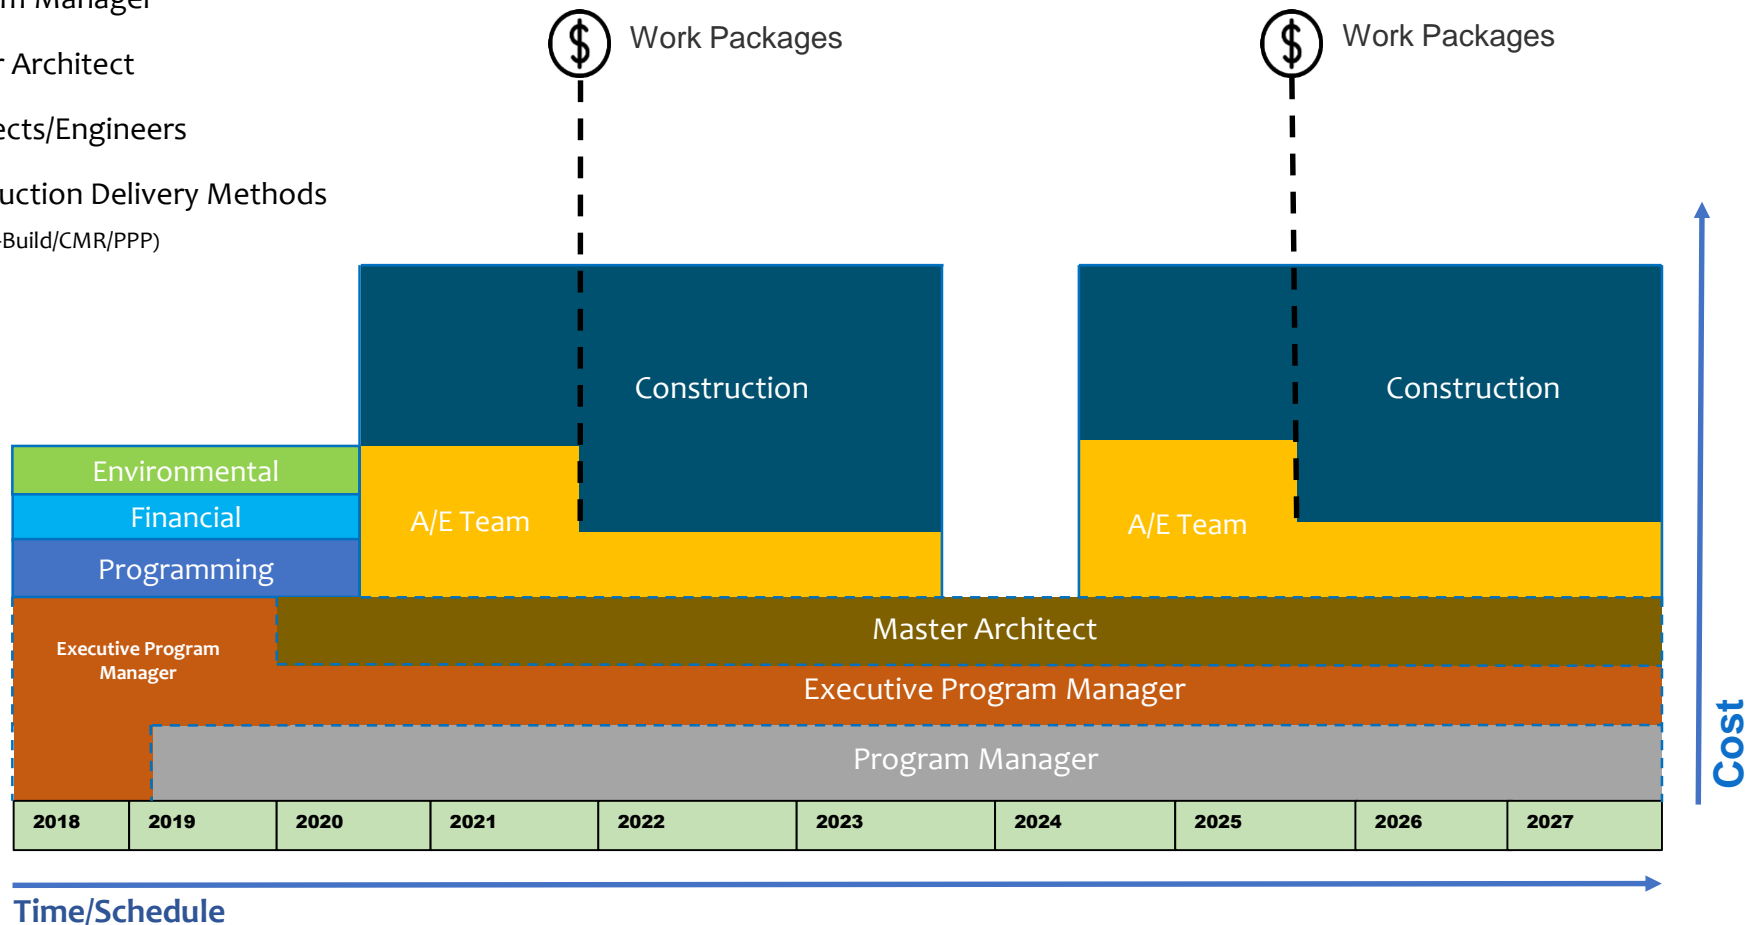 Manager
Architect
/Engineers
Delivery Methods
-Build/CMR/PPP)
$
Work Packages
$
Work Packages
Construction
Construction
Environmental
Financial
Programming
A/E Team
A/E Team
Executive Program
Manager
Master Architect
Executive Program Manager
Program Manager
Cost
2018 2019 2020 2021 2022 2023 2024 2025 2026 2027
Time/Schedule